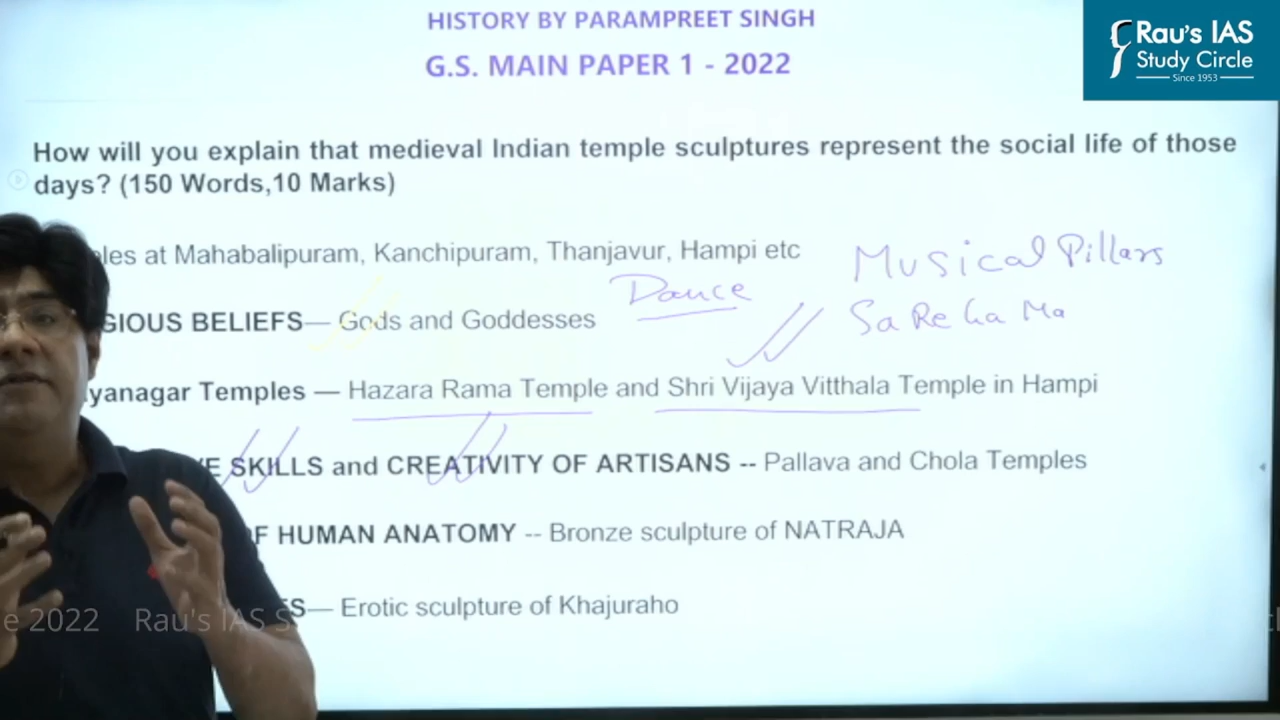 HISTORY BY PARAMPREET SINGH
G.S. MAIN PAPER 1 - 2022
Rau's IAS
Study Circle
Since 1953
How will you explain that medieval Indian temple sculptures represent the social life of those
days? (150 Words,10 Marks)
at Mahabalipuram, Kanchipuram, Thanjavur, Hampi etc
Musical Pillars
Dance
BELIEFS— Gods and Goddesses
Sa Re Ga Ma
Temples — Hazara Rama Temple and Shri Vijaya Vitthala Temple in Hampi
SKILLS and CREATIVITY OF ARTISANS -- Pallava and Chola Temples
HUMAN ANATOMY -- Bronze sculpture of NATRAJA
Erotic sculpture of Khajuraho
2022 Rau's IAS